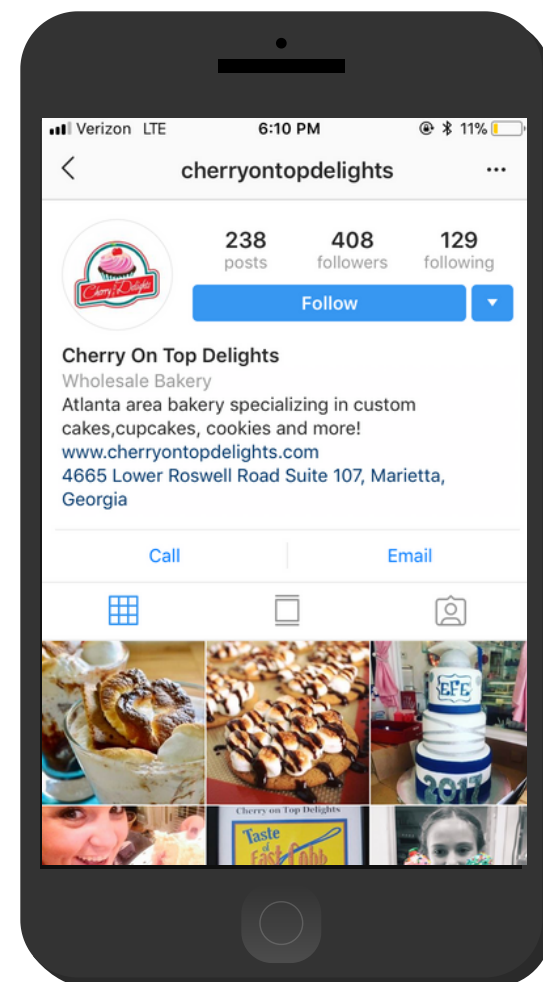 Verizon LTE 6:10 PM 11%
cherryontopdelights
238 408 129
posts followers following
Cherry Delights
Follow
Cherry On Top Delights
Wholesale Bakery
Atlanta area bakery specializing in custom
cakes,cupcakes, cookies and more!
www.cherryontopdelights.com
4665 Lower Roswell Road Suite 107, Marietta,
Georgia
Call Email
EFE
2017
Cherry on Top Delights
Taste
of
East Cobb